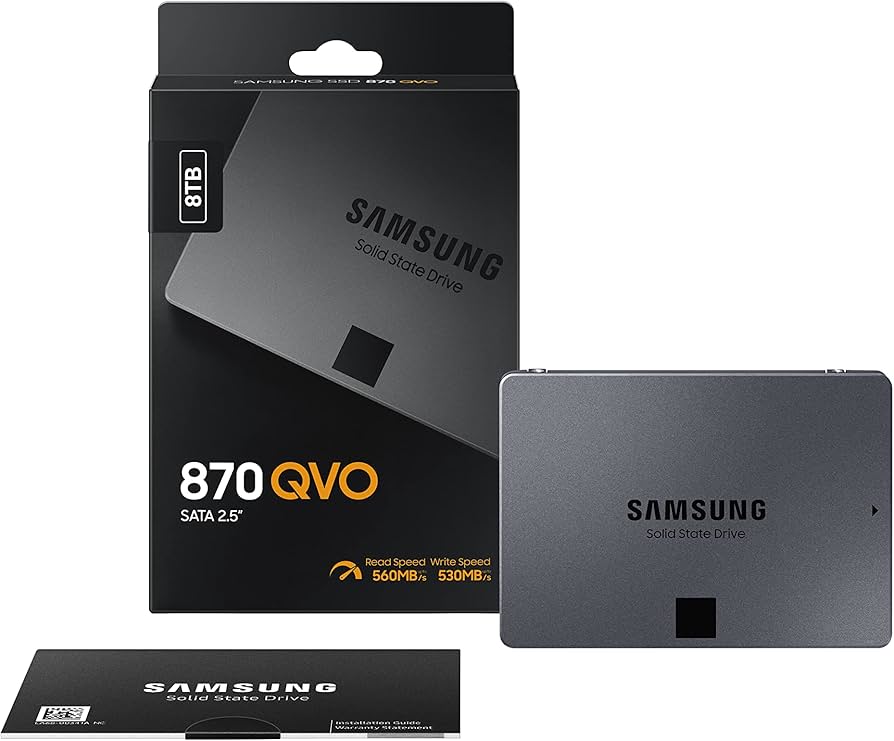 SAMSUNG SSD 870 QVO
8TB
SAMSUNG
Solid State Drive
870 QVO
SATA 2.5"
Read Speed Write Speed
560MB/s 530MB/s
SAMSUNG
Solid State Drive
SAMSUNG
Solid State Drive
Installation Guide
Warranty Statement